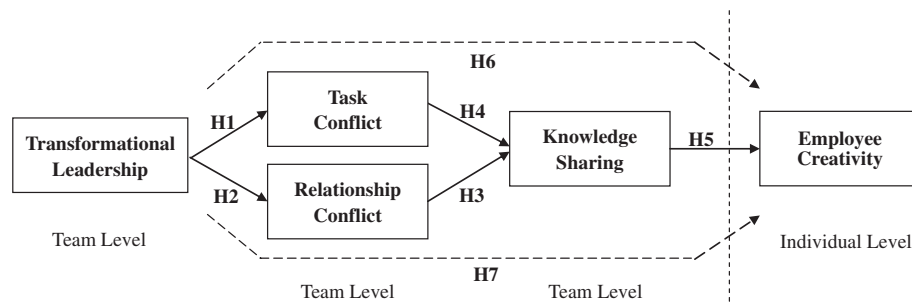 H6
Task
Conflict
H1
H4
Transformational
Leadership
Knowledge
Sharing
H5
Employee
Creativity
H2
Relationship
Conflict
H3
Team Level
Individual Level
H7
Team Level
Team Level